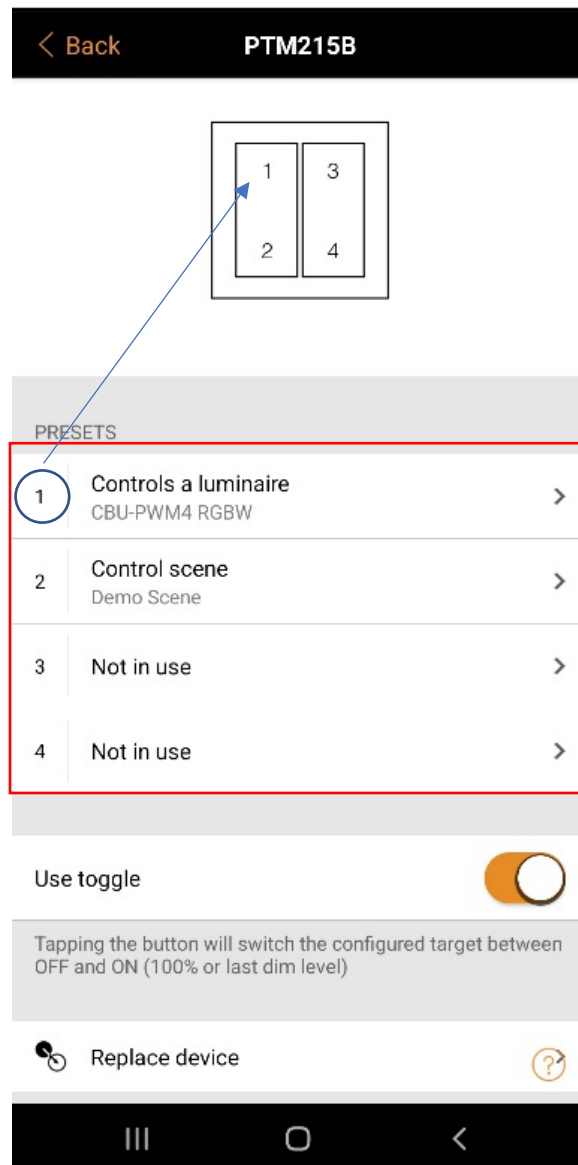 Back PTM215B
1 3
2 4
PRESETS
1 Controls a luminaire
CBU-PWM4 RGBW
2 Control scene
Demo Scene
3 Not in use
4 Not in use
Use toggle
Tapping the button will switch the configured target between
OFF and ON (100% or last dim level)
Replace device ?